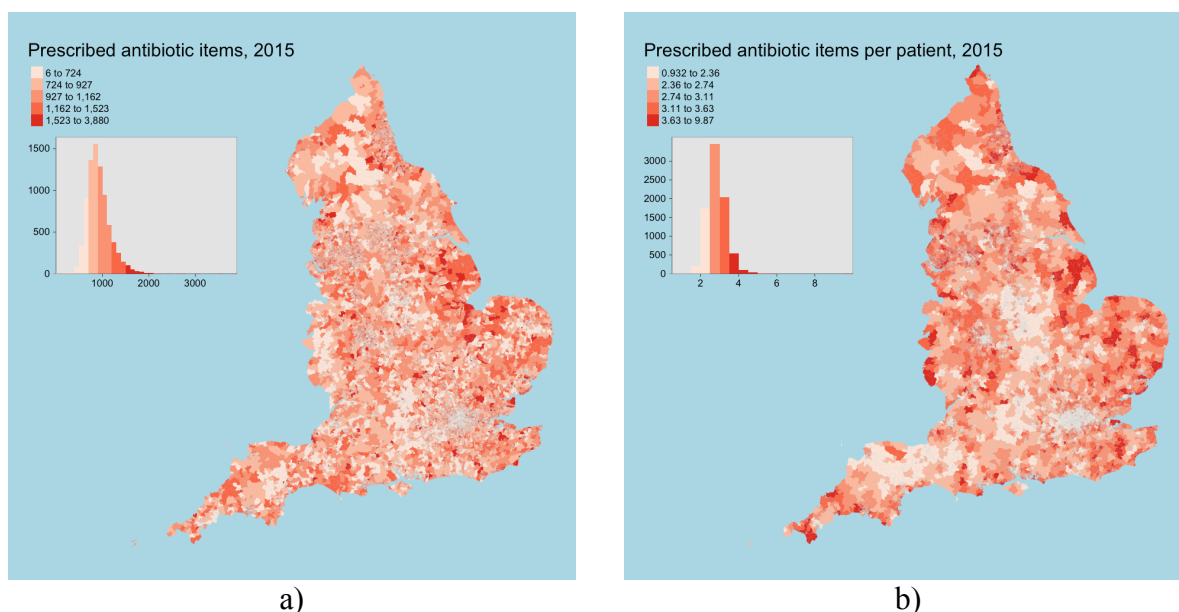 Prescribed antibiotic items, 2015
6 to 724
724 to 927
927 to 1,162
1,162 to 1,523
1,523 to 3,880
1500
1000
500
0
1000 2000 3000
a)
Prescribed antibiotic items per patient, 2015
0.932 to 2.36
2.36 to 2.74
2.74 to 3.11
3.11 to 3.63
3.63 to 9.87
3000
2500
2000
1500
1000
500
0
2 4 6 8
b)